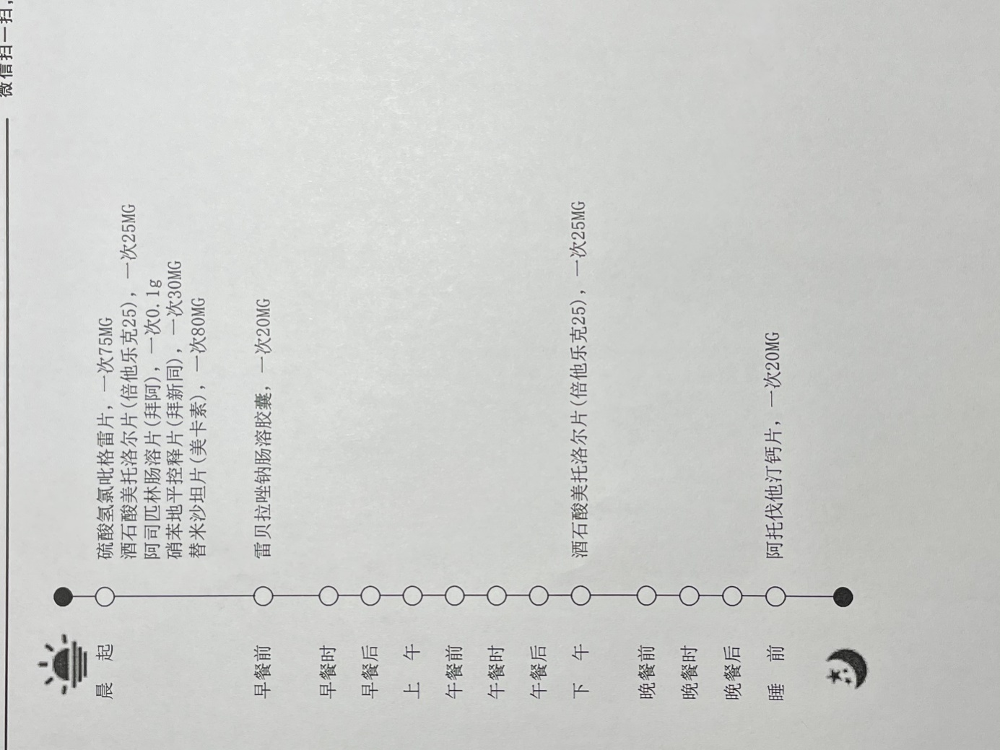 微信扫一扫,
晨 起
硫酸氢氯吡格雷片, 一次75MG
酒石酸美托洛尔片(倍他乐克25), 一次25MG
阿司匹林肠溶片(拜阿), 一次0.1g
硝苯地平控释片(拜新同), 一次30MG
替米沙坦片(美卡素), 一次80MG
早餐前
雷贝拉唑钠肠溶胶囊, 一次20MG
早餐时
早餐后
上 午
午餐前
午餐时
午餐后
下 午
酒石酸美托洛尔片(倍他乐克25), 一次25MG
晚餐前
晚餐时
晚餐后
睡 前
阿托伐他汀钙片, 一次20MG